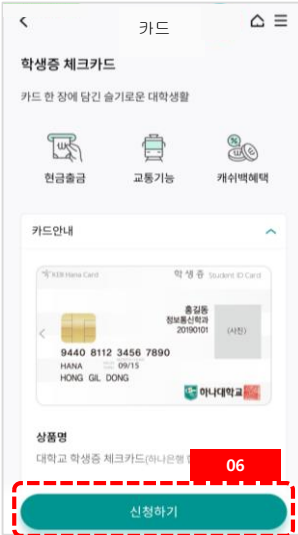 카드
학생증 체크카드
카드 한 장에 담긴 슬기로운 대학생활
현금출금
교통기능
캐쉬백혜택
카드안내
KEB Hana Card
학 생 증 Student ID Card
홍길동
정보통신학과
20190101
(사진)
9440 8112 3456 7890
HANA 09/15
HONG GIL DONG
하나대학교
상품명
대학교 학생증 체크카드(하나은행
06
신청하기